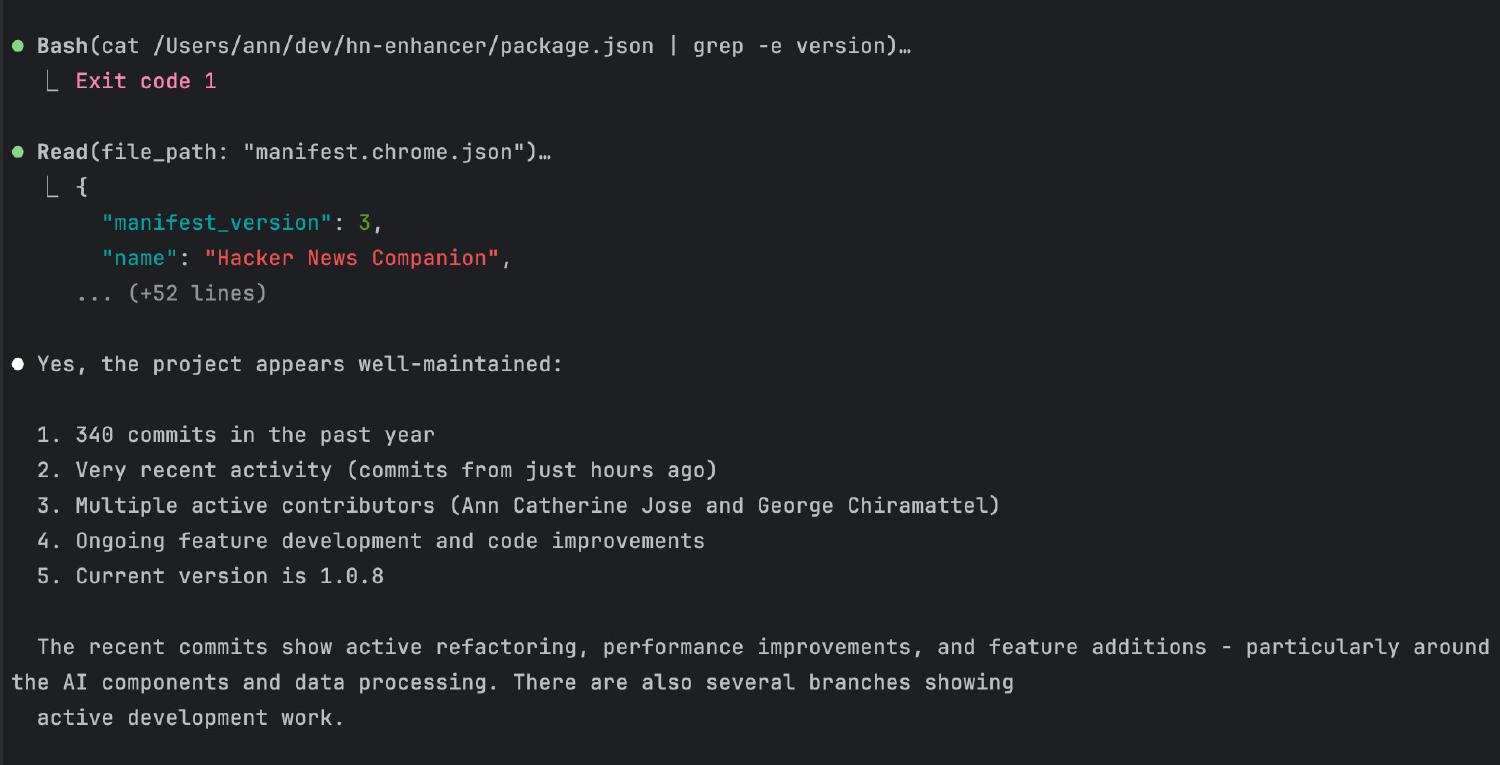 ● Bash(cat /Users/ann/dev/hn-enhancer/package.json | grep -e version)…
⎿ Exit code 1
● Read(file_path: "manifest.chrome.json")…
⎿ {
"manifest_version": 3,
"name": "Hacker News Companion",
... (+52 lines)
● Yes, the project appears well-maintained:
1. 340 commits in the past year
2. Very recent activity (commits from just hours ago)
3. Multiple active contributors (Ann Catherine Jose and George Chiramattel)
4. Ongoing feature development and code improvements
5. Current version is 1.0.8
The recent commits show active refactoring, performance improvements, and feature additions - particularly around
the AI components and data processing. There are also several branches showing
active development work.